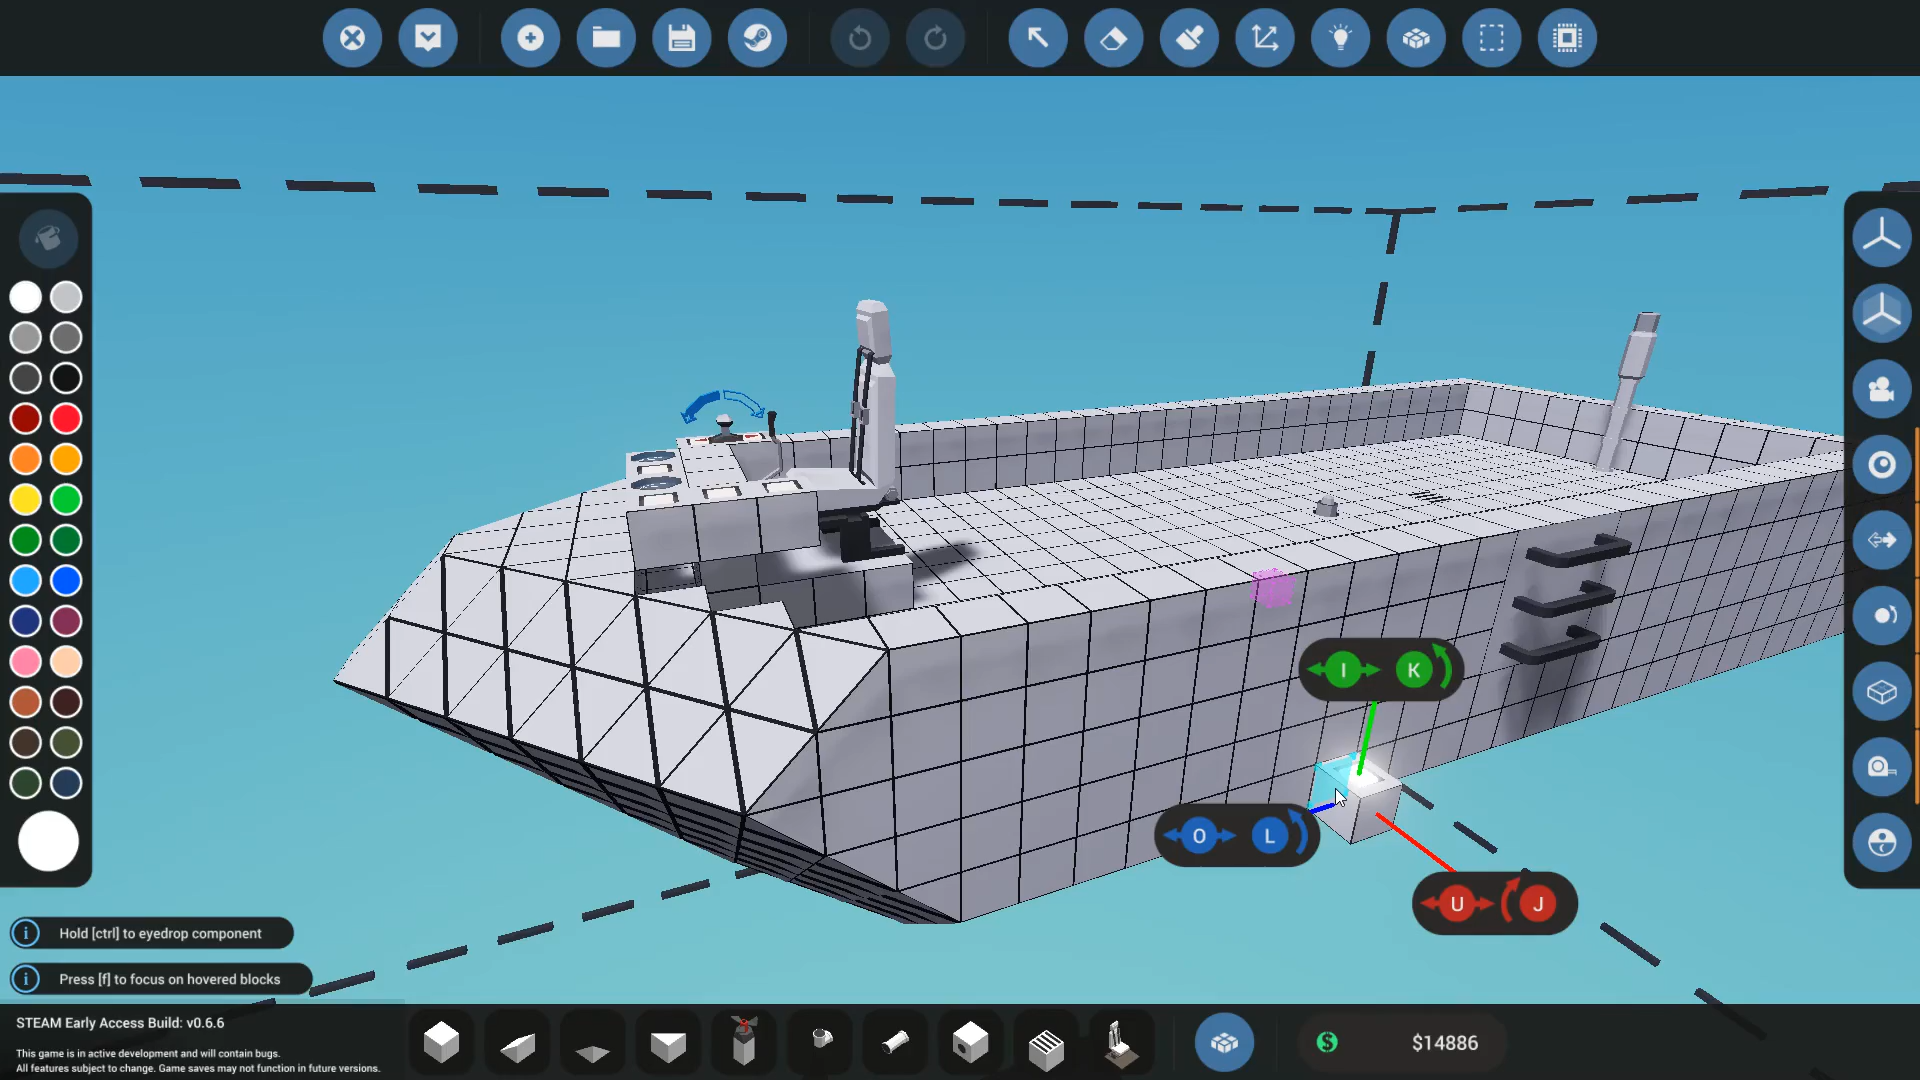 I K
O L
U J
Hold [ctrl] to eyedrop component
Press [f] to focus on hovered blocks
STEAM Early Access Build: v0.6.6
This game is in active development and will contain bugs.
All features subject to change. Game saves may not function in future versions.
$ $14886